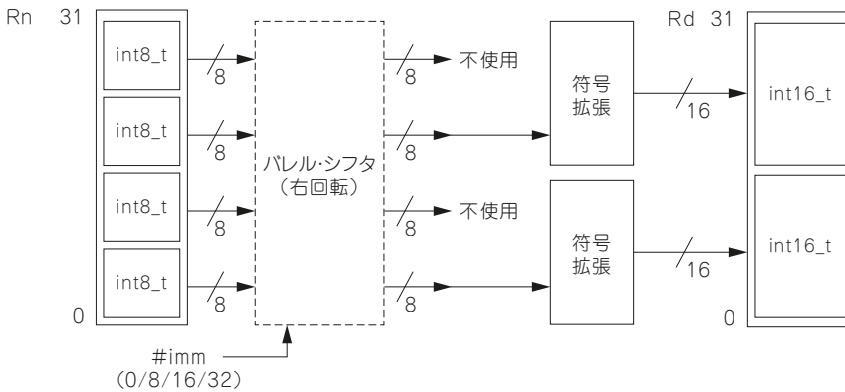 Rn 31
int8_t
int8_t
int8_t
int8_t
0
8
8
8
8
バレル・シフタ
（右回転）
#imm
(0/8/16/32)
8
8
8
8
不使用
不使用
符号
拡張
符号
拡張
16
16
Rd 31
int16_t
int16_t
0